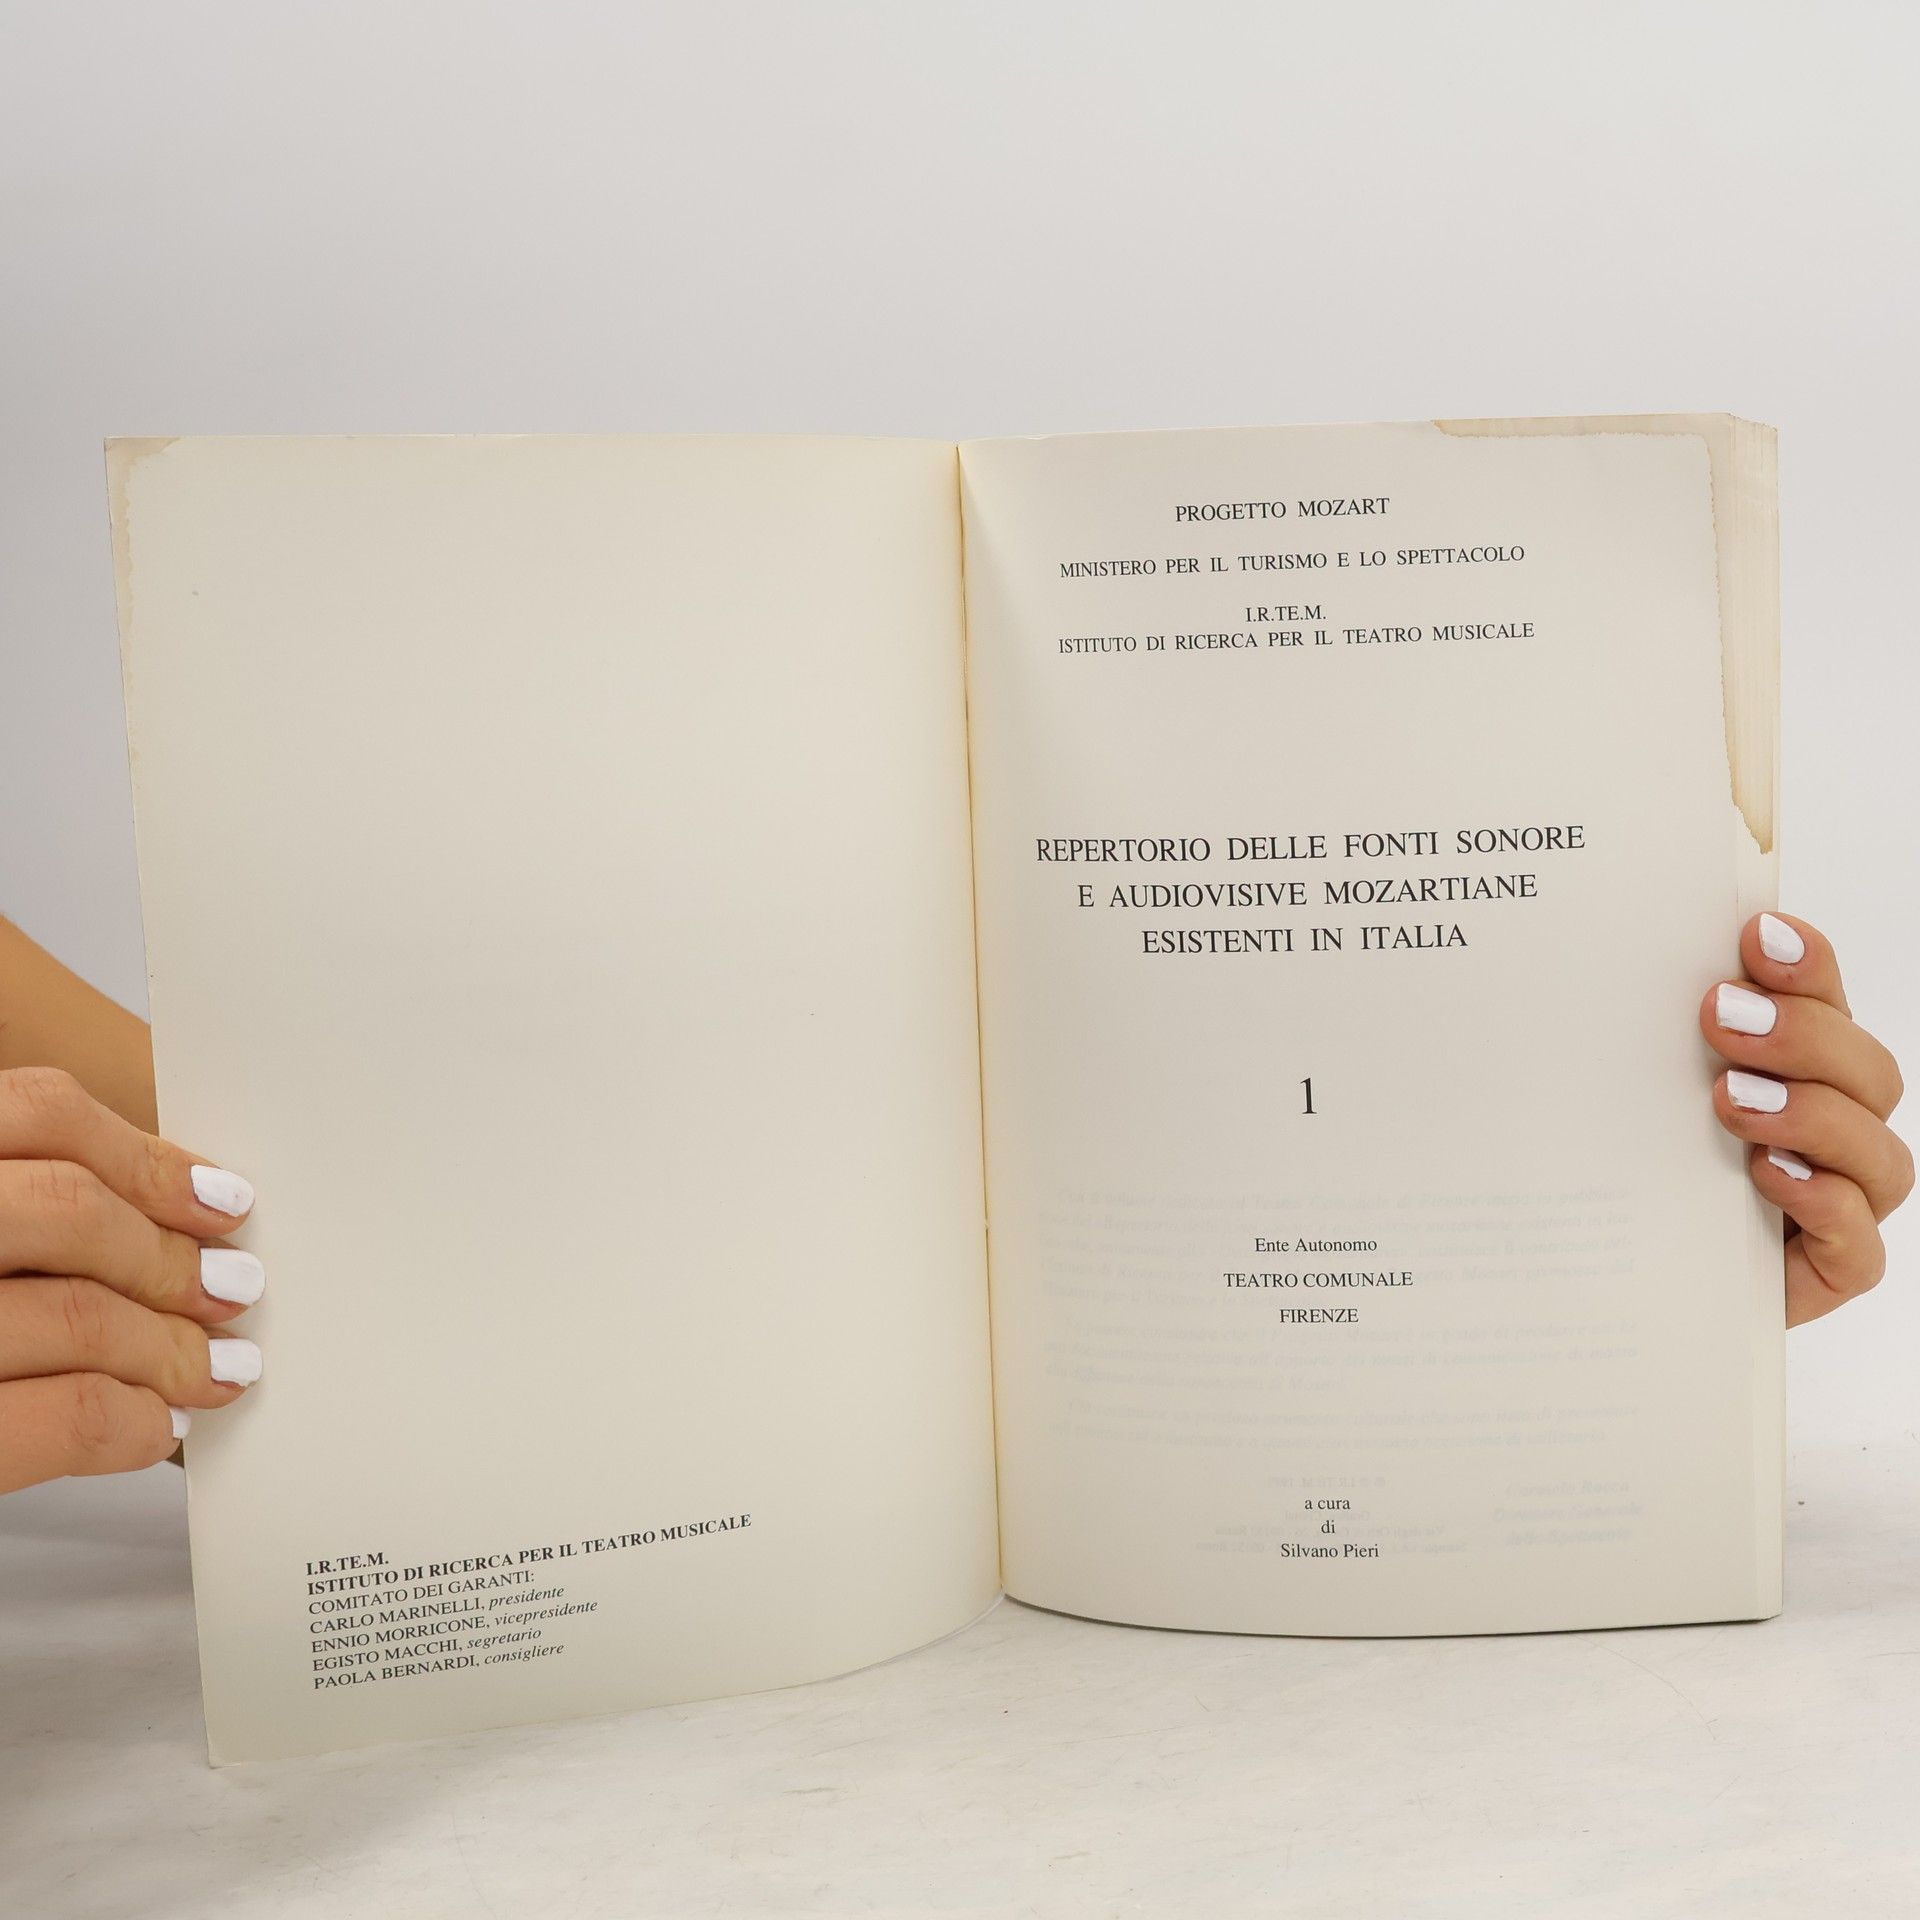 I.R.TE.M.
ISTITUTO DI RICERCA PER IL TEATRO MUSICALE
COMITATO DEI GARANTI:
CARLO MARINELLI, presidente
ENNIO MORRICONE, vicepresidente
EGISTO MACCHI, segretario
PAOLA BERNARDI, consigliere
PROGETTO MOZART
MINISTERO PER IL TURISMO E LO SPETTACOLO
I.R.TE.M.
ISTITUTO DI RICERCA PER IL TEATRO MUSICALE
REPERTORIO DELLE FONTI SONORE
E AUDIOVISIVE MOZARTIANE
ESISTENTI IN ITALIA
1
Ente Autonomo
TEATRO COMUNALE
FIRENZE
a cura
di
Silvano Pieri